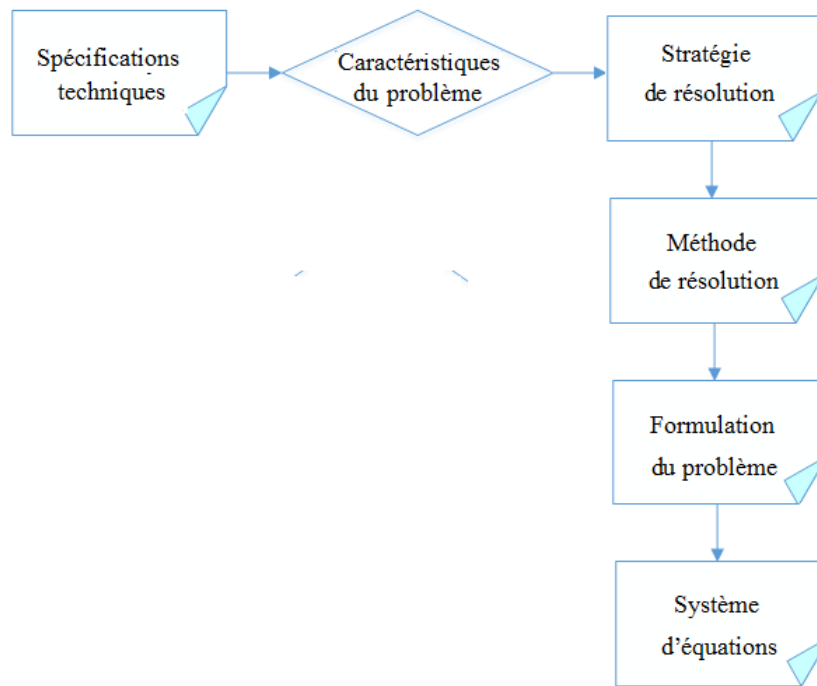 Spécifications
techniques
Caractéristiques
du problème
Stratégie
de résolution
Méthode
de résolution
Formulation
du problème
Système
d'équations